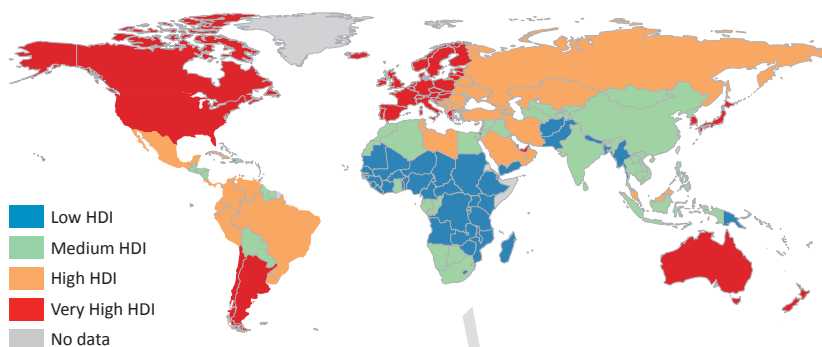 Low HDI
Medium HDI
High HDI
Very High HDI
No data